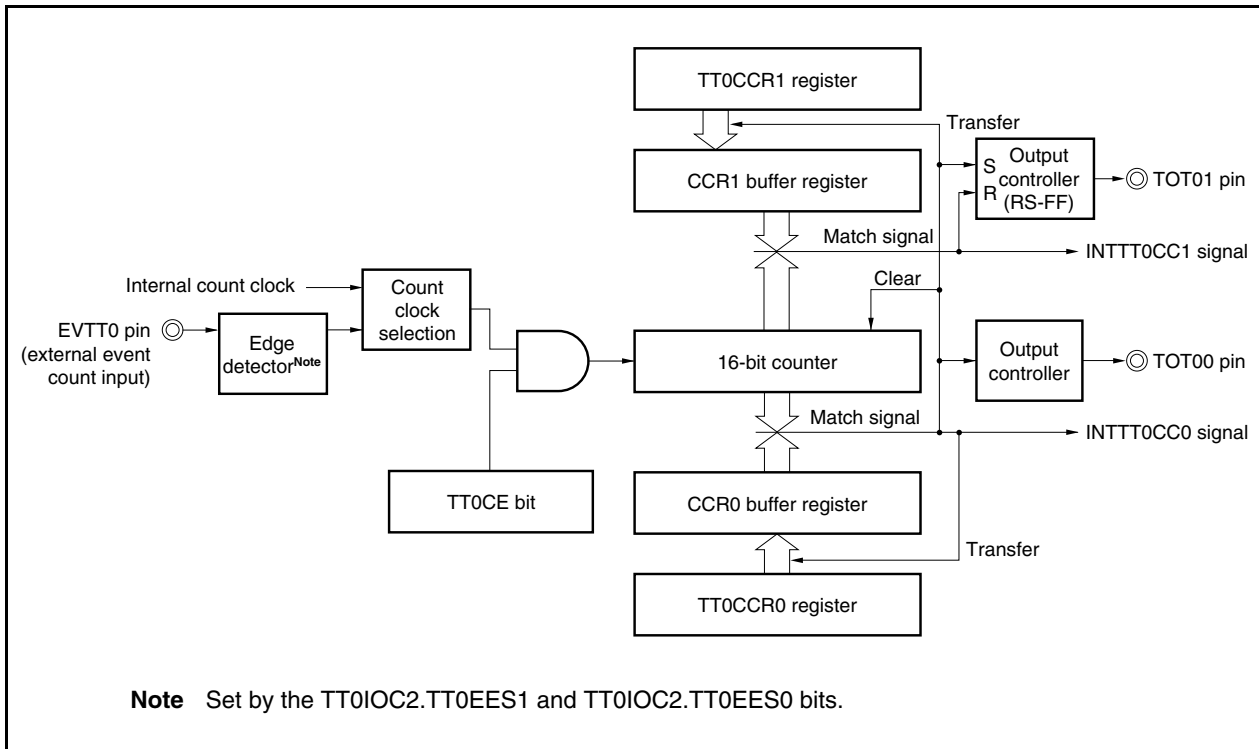 TT0CCR1 register
Transfer
CCR1 buffer register
S
R
Output
controller
(RS-FF)
TOT01 pin
Match signal
INTTT0CC1 signal
Internal count clock
Count
clock
selection
Clear
EVTT0 pin
(external event
count input)
Edge
detectorNote
16-bit counter
Output
controller
TOT00 pin
Match signal
INTTT0CC0 signal
TT0CE bit
CCR0 buffer register
Transfer
TT0CCR0 register
Note Set by the TT0IOC2.TT0EES1 and TT0IOC2.TT0EES0 bits.